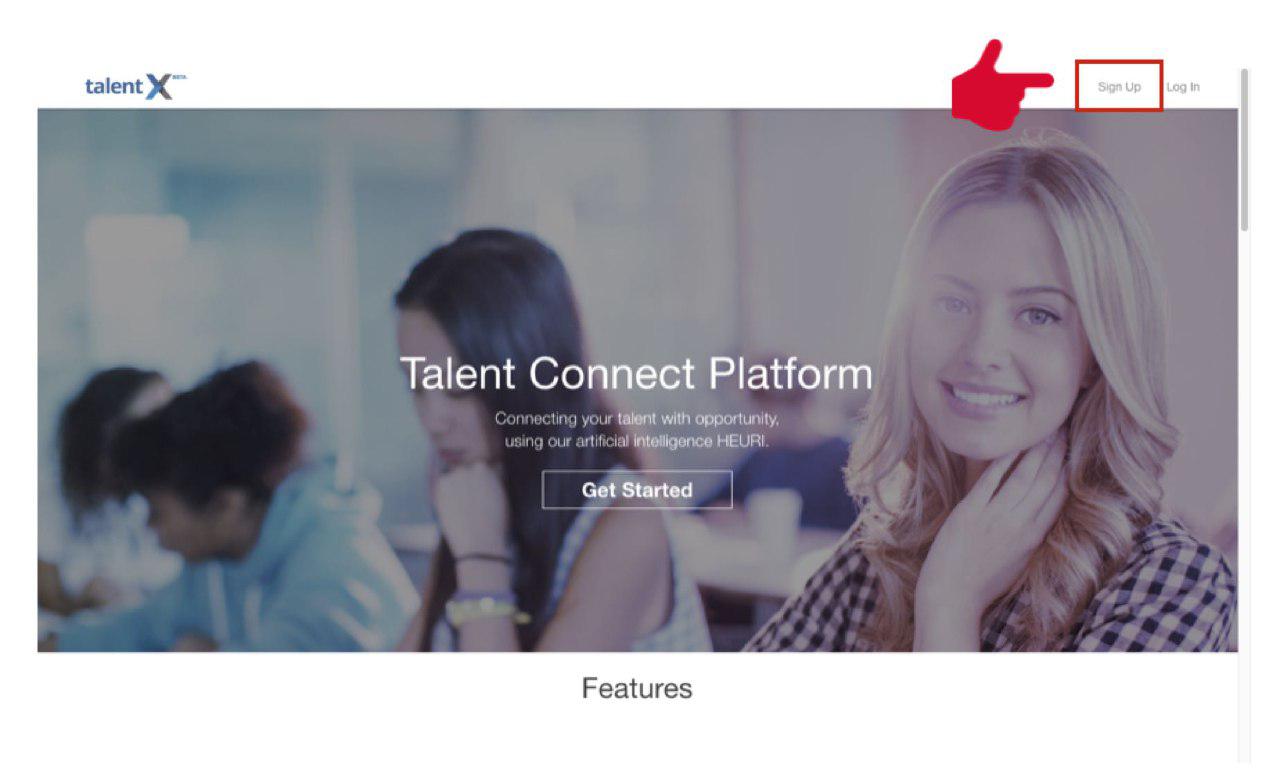 talentX BETA
Sign Up
Log In
Talent Connect Platform
Connecting your talent with opportunity,
using our artificial intelligence HEURI.
Get Started
Features